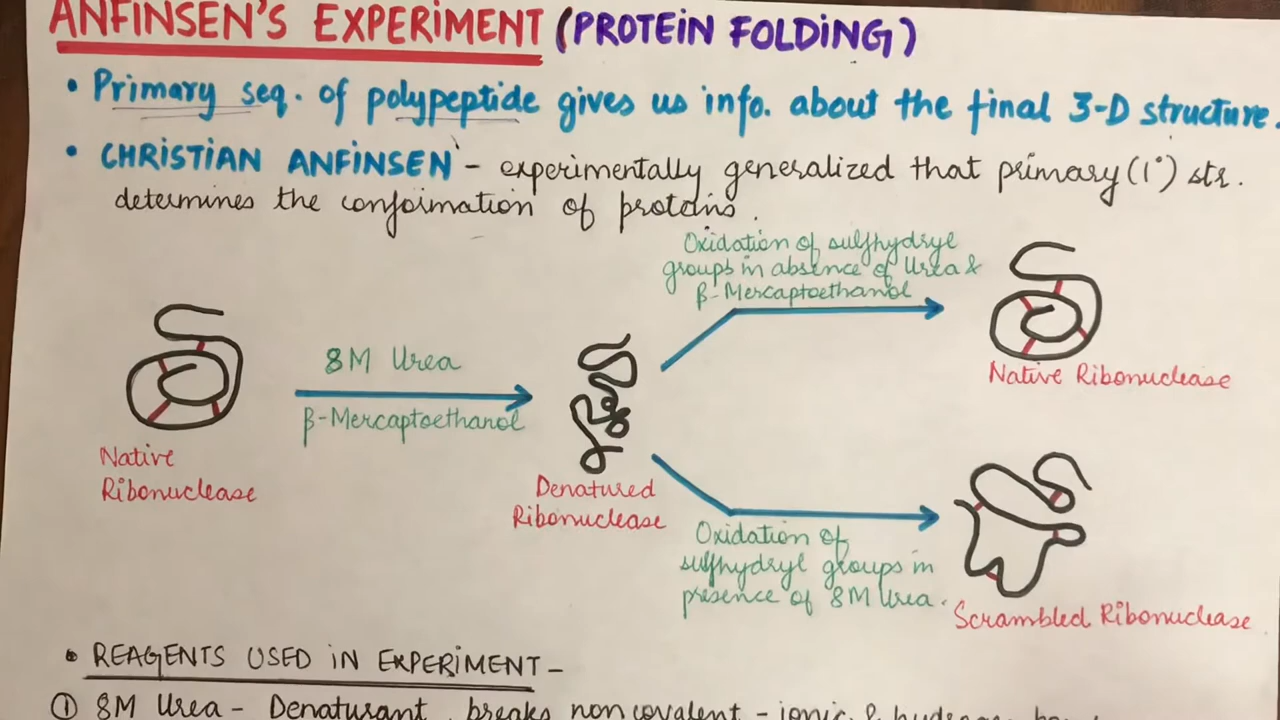 ANFINSEN'S EXPERIMENT (PROTEIN FOLDING)
• Primary seq. of polypeptide gives us info. about the final 3-D structure.
• CHRISTIAN ANFINSEN - experimentally generalized that primary (1°) str.
determines the conformation of proteins.
Oxidation of sulfhydryl
groups in absence of Urea &
β-Mercaptoethanol
Native Ribonuclease
8M Urea
β-Mercaptoethanol
Native
Ribonuclease
Denatured
Ribonuclease
Oxidation of
sulfhydryl groups in
presence of 8M Urea.
Scrambled Ribonuclease
• REAGENTS USED IN EXPERIMENT -
① 8M Urea - Denaturant, breaks non covalent - ionic &